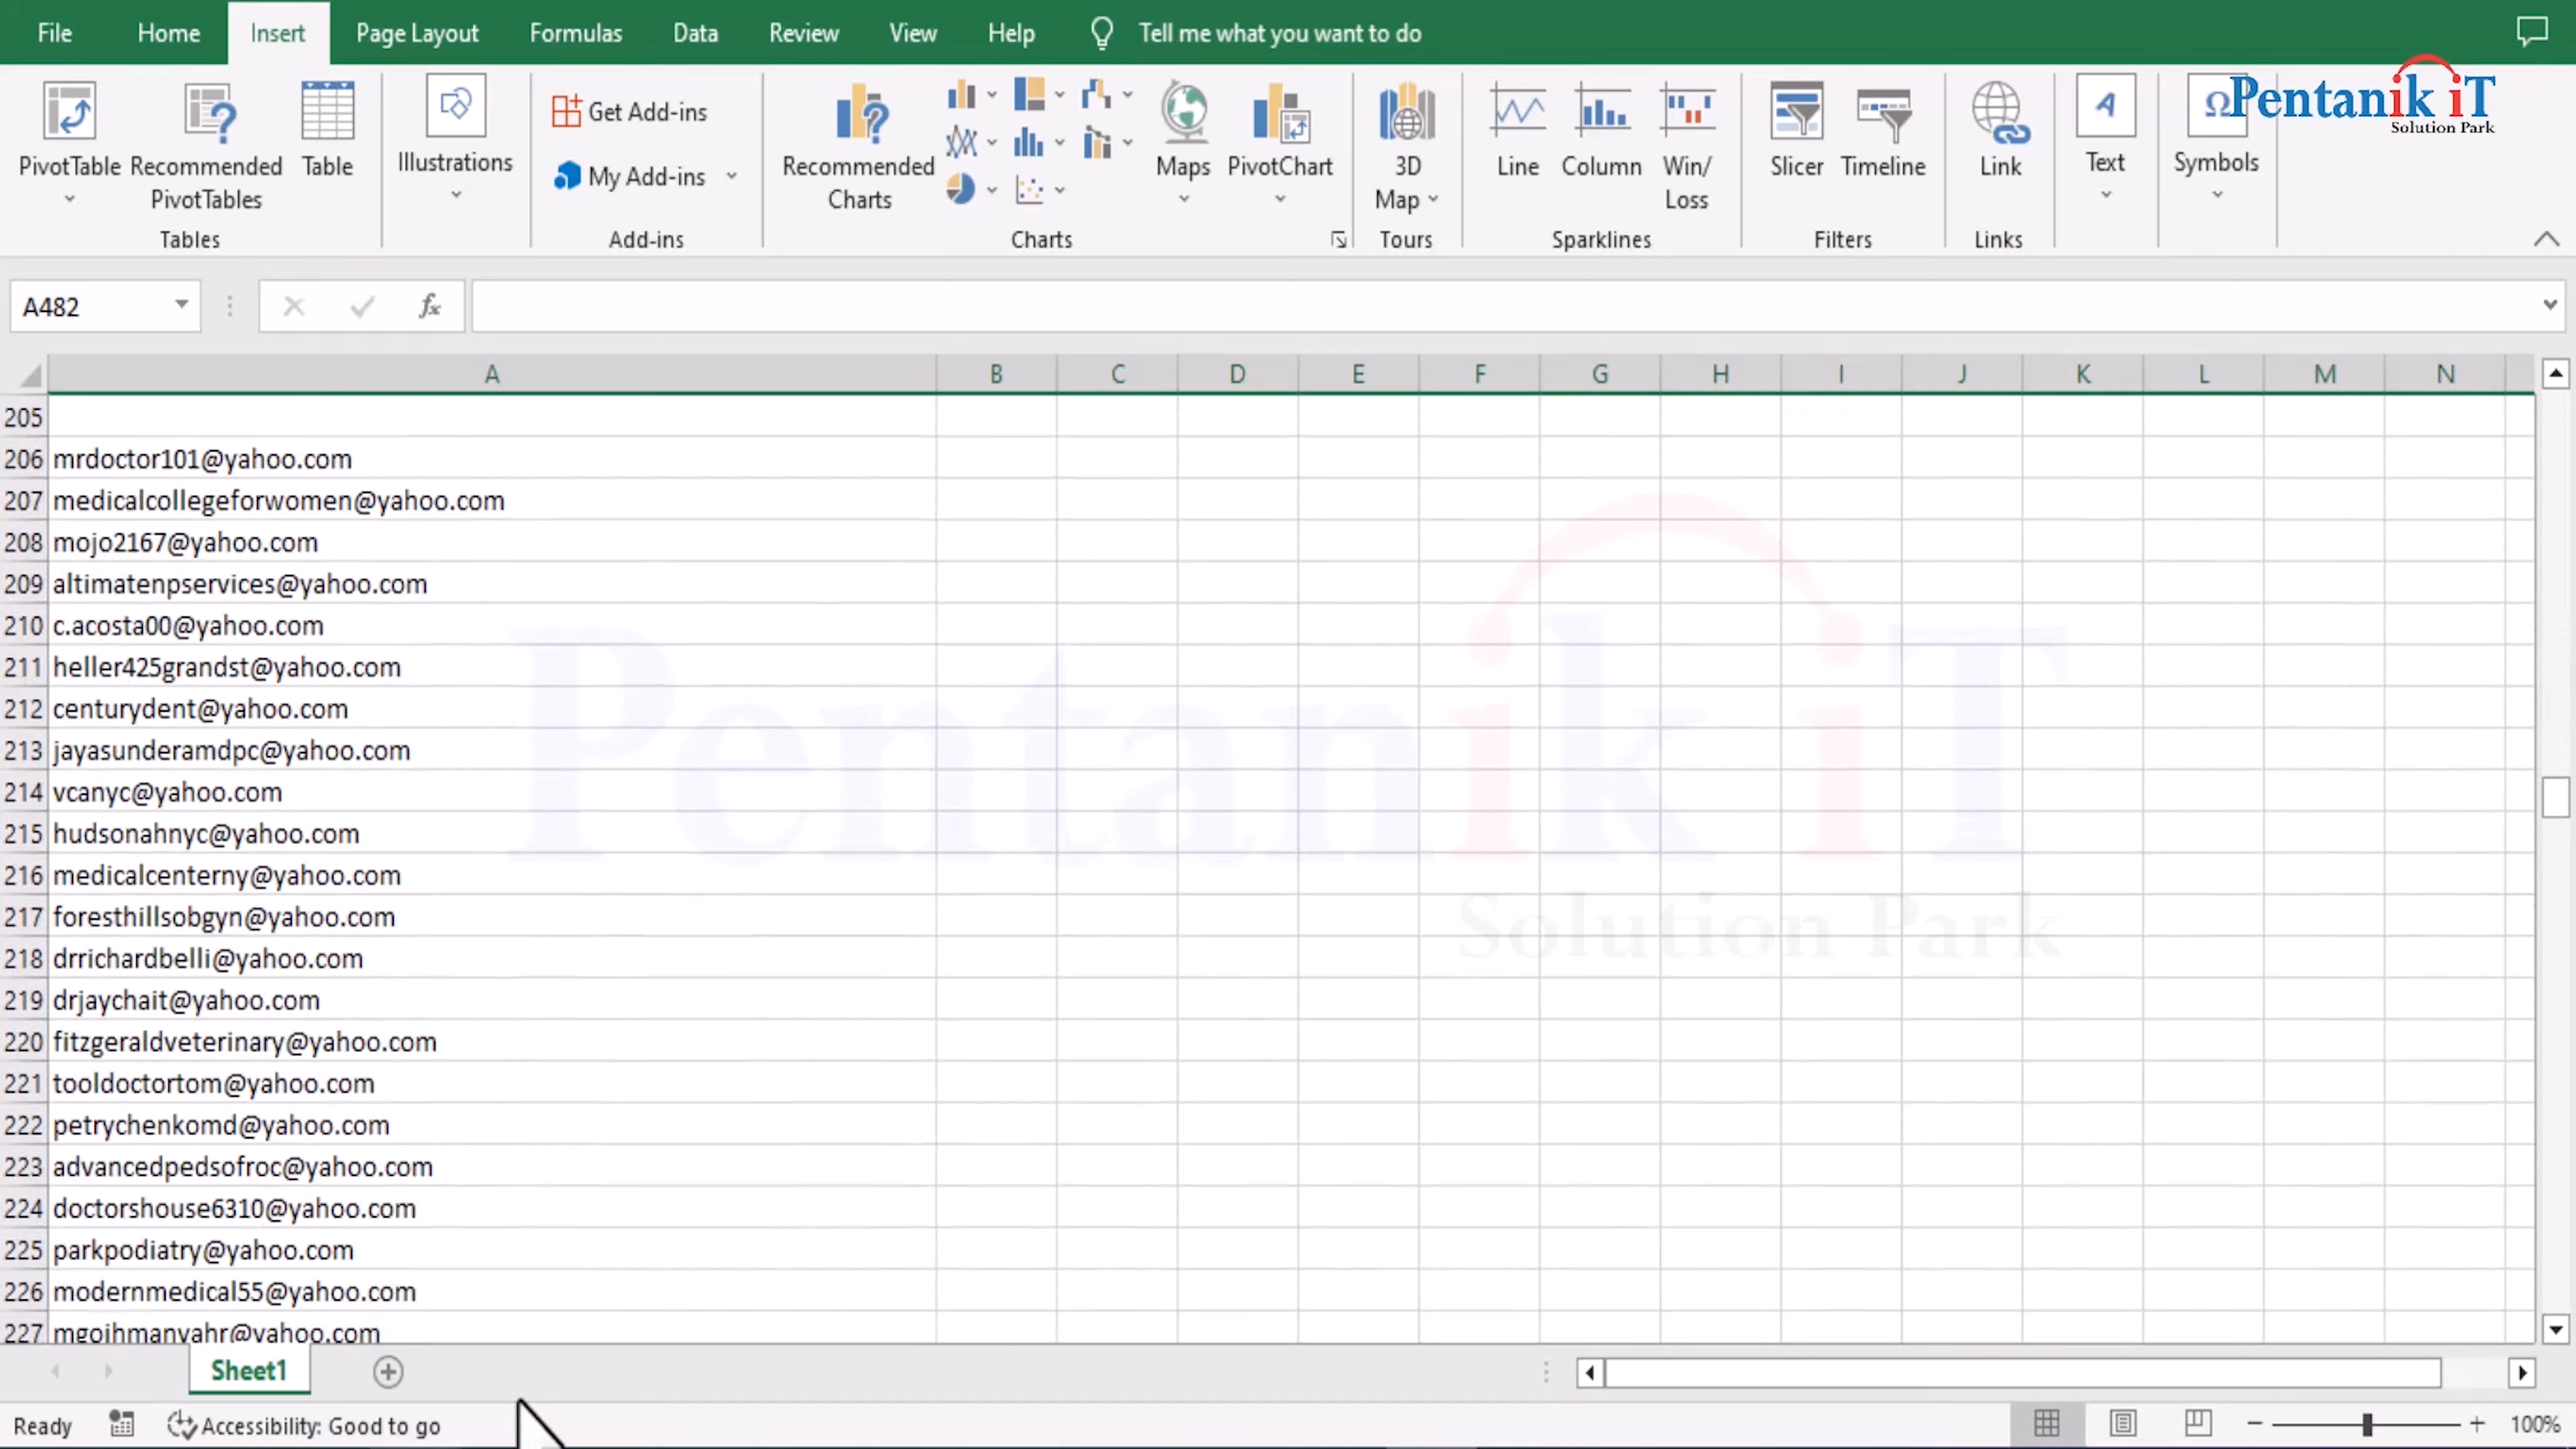 File Home Insert Page Layout Formulas Data Review View Help Tell me what you want to do
Pentanik iT
Solution Park
PivotTable Recommended PivotTables Table
Tables
Illustrations
Get Add-ins
My Add-ins
Add-ins
Recommended Charts
Maps PivotChart
Charts
3D Map
Tours
Line Column Win/Loss
Sparklines
Slicer Timeline
Filters
Link
Links
Text
Symbols
A482 fx
A B C D E F G H I J K L M N
205
206 mrdoctor101@yahoo.com
207 medicalcollegeforwomen@yahoo.com
208 mojo2167@yahoo.com
209 altimatenpservices@yahoo.com
210 c.acosta00@yahoo.com
211 heller425grandst@yahoo.com
212 centurydent@yahoo.com
213 jayasunderamdpc@yahoo.com
214 vcanyc@yahoo.com
215 hudsonahnyc@yahoo.com
216 medicalcenterny@yahoo.com
217 foresthillsobgyn@yahoo.com
218 drrichardbelli@yahoo.com
219 drjaychait@yahoo.com
220 fitzgeraldveterinary@yahoo.com
221 tooldoctortom@yahoo.com
222 petrychenkomd@yahoo.com
223 advancedpedsofroc@yahoo.com
224 doctorshouse6310@yahoo.com
225 parkpodiatry@yahoo.com
226 modernmedical55@yahoo.com
227 mgojhmanyahr@yahoo.com
Pentanik iT
Solution Park
Sheet1
Ready Accessibility: Good to go 100%